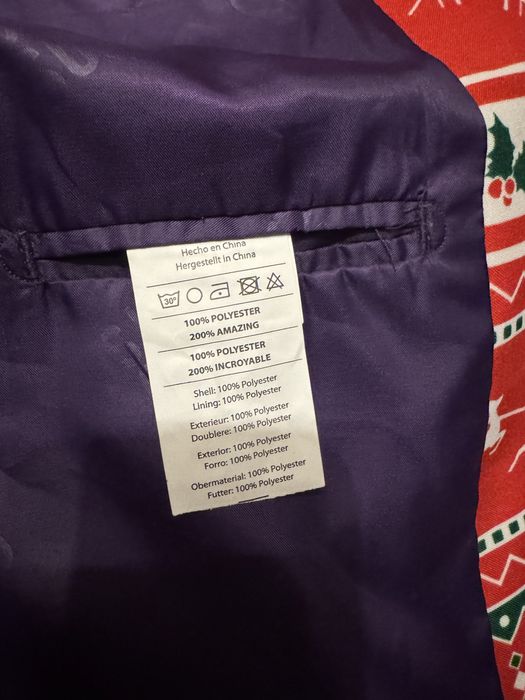 Hecho en China
Hergestellt in China
30°
100% POLYESTER
200% AMAZING
100% POLYESTER
200% INCROYABLE
Shell: 100% Polyester
Lining: 100% Polyester
Exterieur: 100% Polyester
Doublere: 100% Polyester
Exterior: 100% Polyester
Forro: 100% Polyester
Obermaterial: 100% Polyester
Futter: 100% Polyester